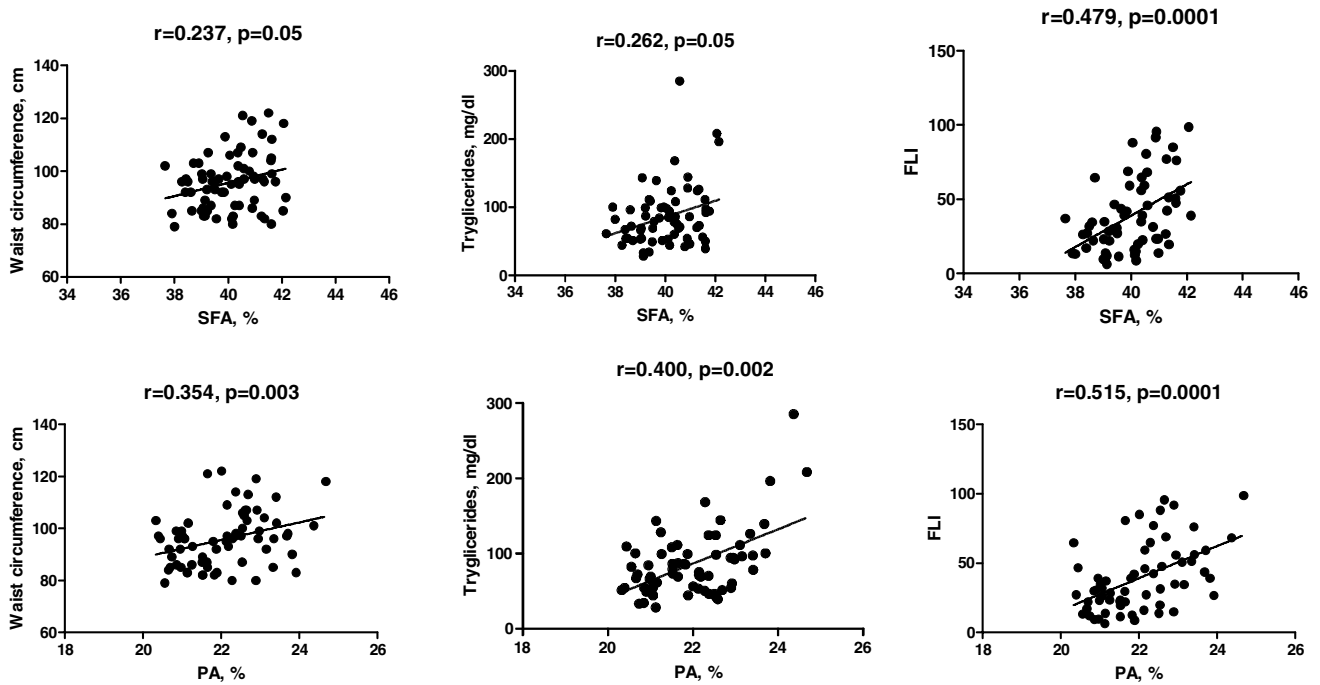 r=0.237, p=0.05
Waist circumference, cm
140
120
100
80
60
34 36 38 40 42 44 46
SFA, %
r=0.262, p=0.05
Tryglicerides, mg/dl
300
200
100
0
34 36 38 40 42 44 46
SFA, %
r=0.479, p=0.0001
FLI
150
100
50
0
34 36 38 40 42 44 46
SFA, %
r=0.354, p=0.003
Waist circumference, cm
140
120
100
80
60
18 20 22 24 26
PA, %
r=0.400, p=0.002
Tryglicerides, mg/dl
300
200
100
0
18 20 22 24 26
PA, %
r=0.515, p=0.0001
FLI
150
100
50
0
18 20 22 24 26
PA, %